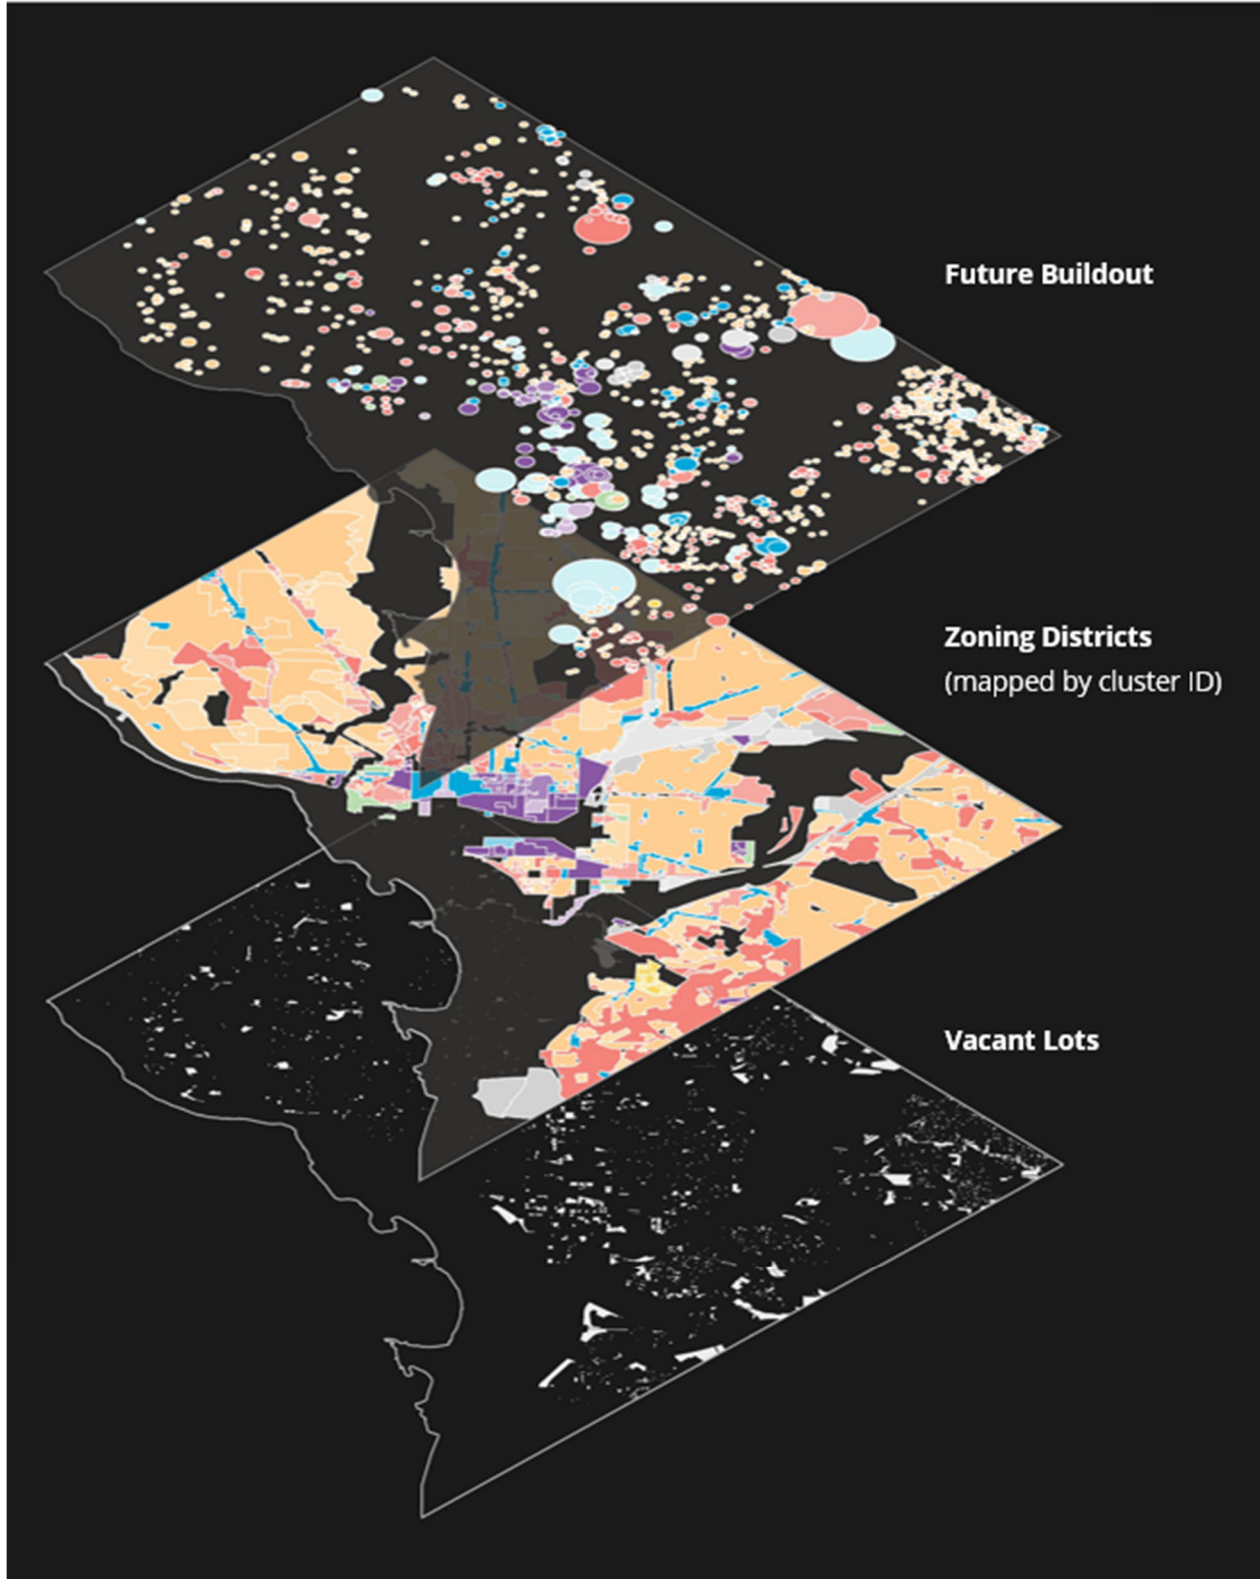 Future Buildout
Zoning Districts
(mapped by cluster ID)
Vacant Lots